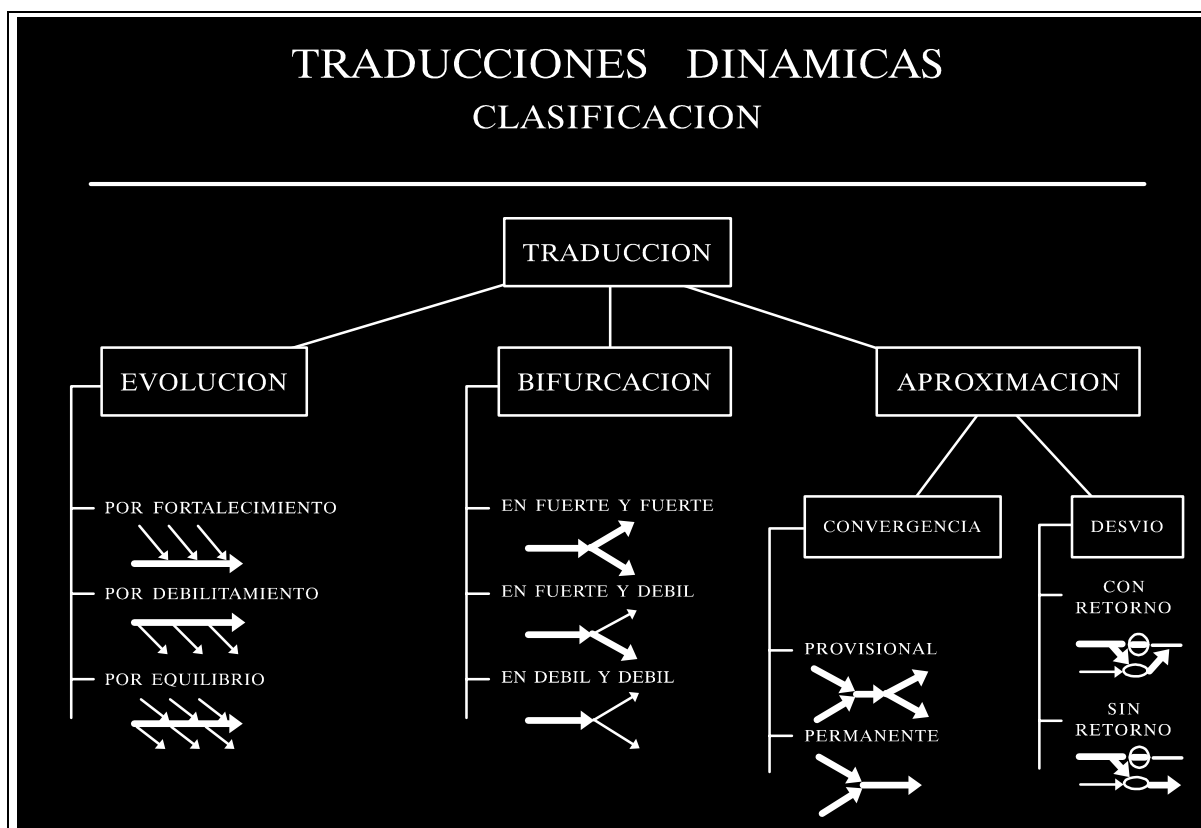 TRADUCCIONES DINAMICAS
CLASIFICACION
TRADUCCION
EVOLUCION
POR FORTALECIMIENTO
POR DEBILITAMIENTO
POR EQUILIBRIO
BIFURCACION
EN FUERTE Y FUERTE
EN FUERTE Y DEBIL
EN DEBIL Y DEBIL
APROXIMACION
CONVERGENCIA
PROVISIONAL
PERMANENTE
DESVIO
CON
RETORNO
SIN
RETORNO